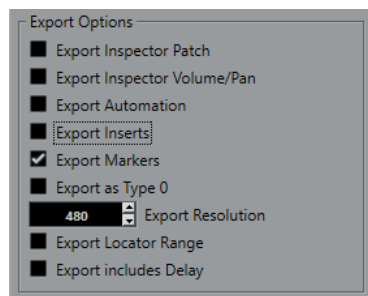 Export Options
Export Inspector Patch
Export Inspector Volume/Pan
Export Automation
Export Inserts
Export Markers
Export as Type 0
480 Export Resolution
Export Locator Range
Export includes Delay